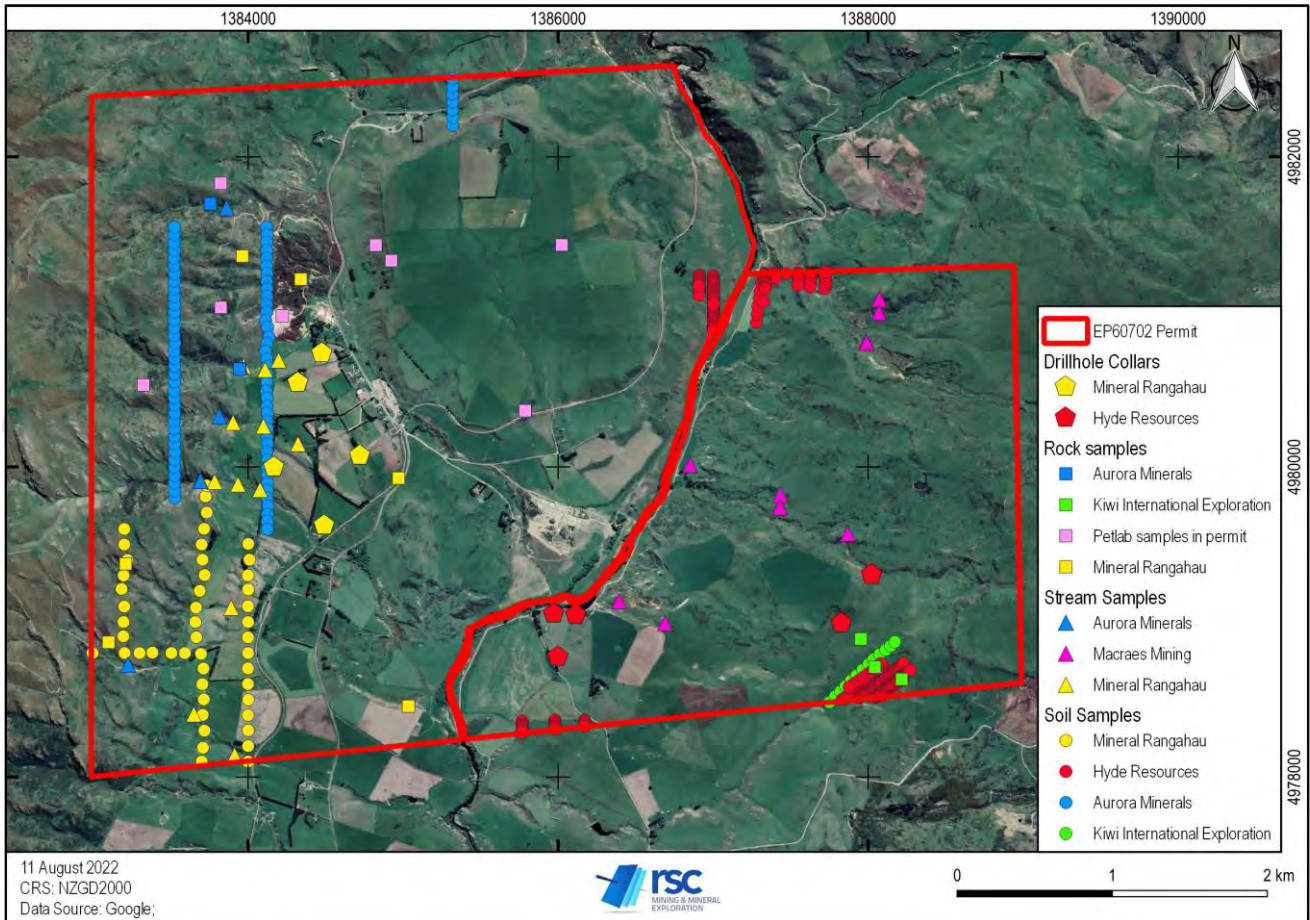 1384000
1386000
1388000
1390000
N
4982000
4980000
4978000
EP60702 Permit
Drillhole Collars
Mineral Rangahau
Hyde Resources
Rock samples
Aurora Minerals
Kiwi International Exploration
Petlab samples in permit
Mineral Rangahau
Stream Samples
Aurora Minerals
Macraes Mining
Mineral Rangahau
Soil Samples
Mineral Rangahau
Hyde Resources
Aurora Minerals
Kiwi International Exploration
11 August 2022
CRS: NZGD2000
Data Source: Google;
rsc
MINING & MINERAL
EXPLORATION
0 1 2 km